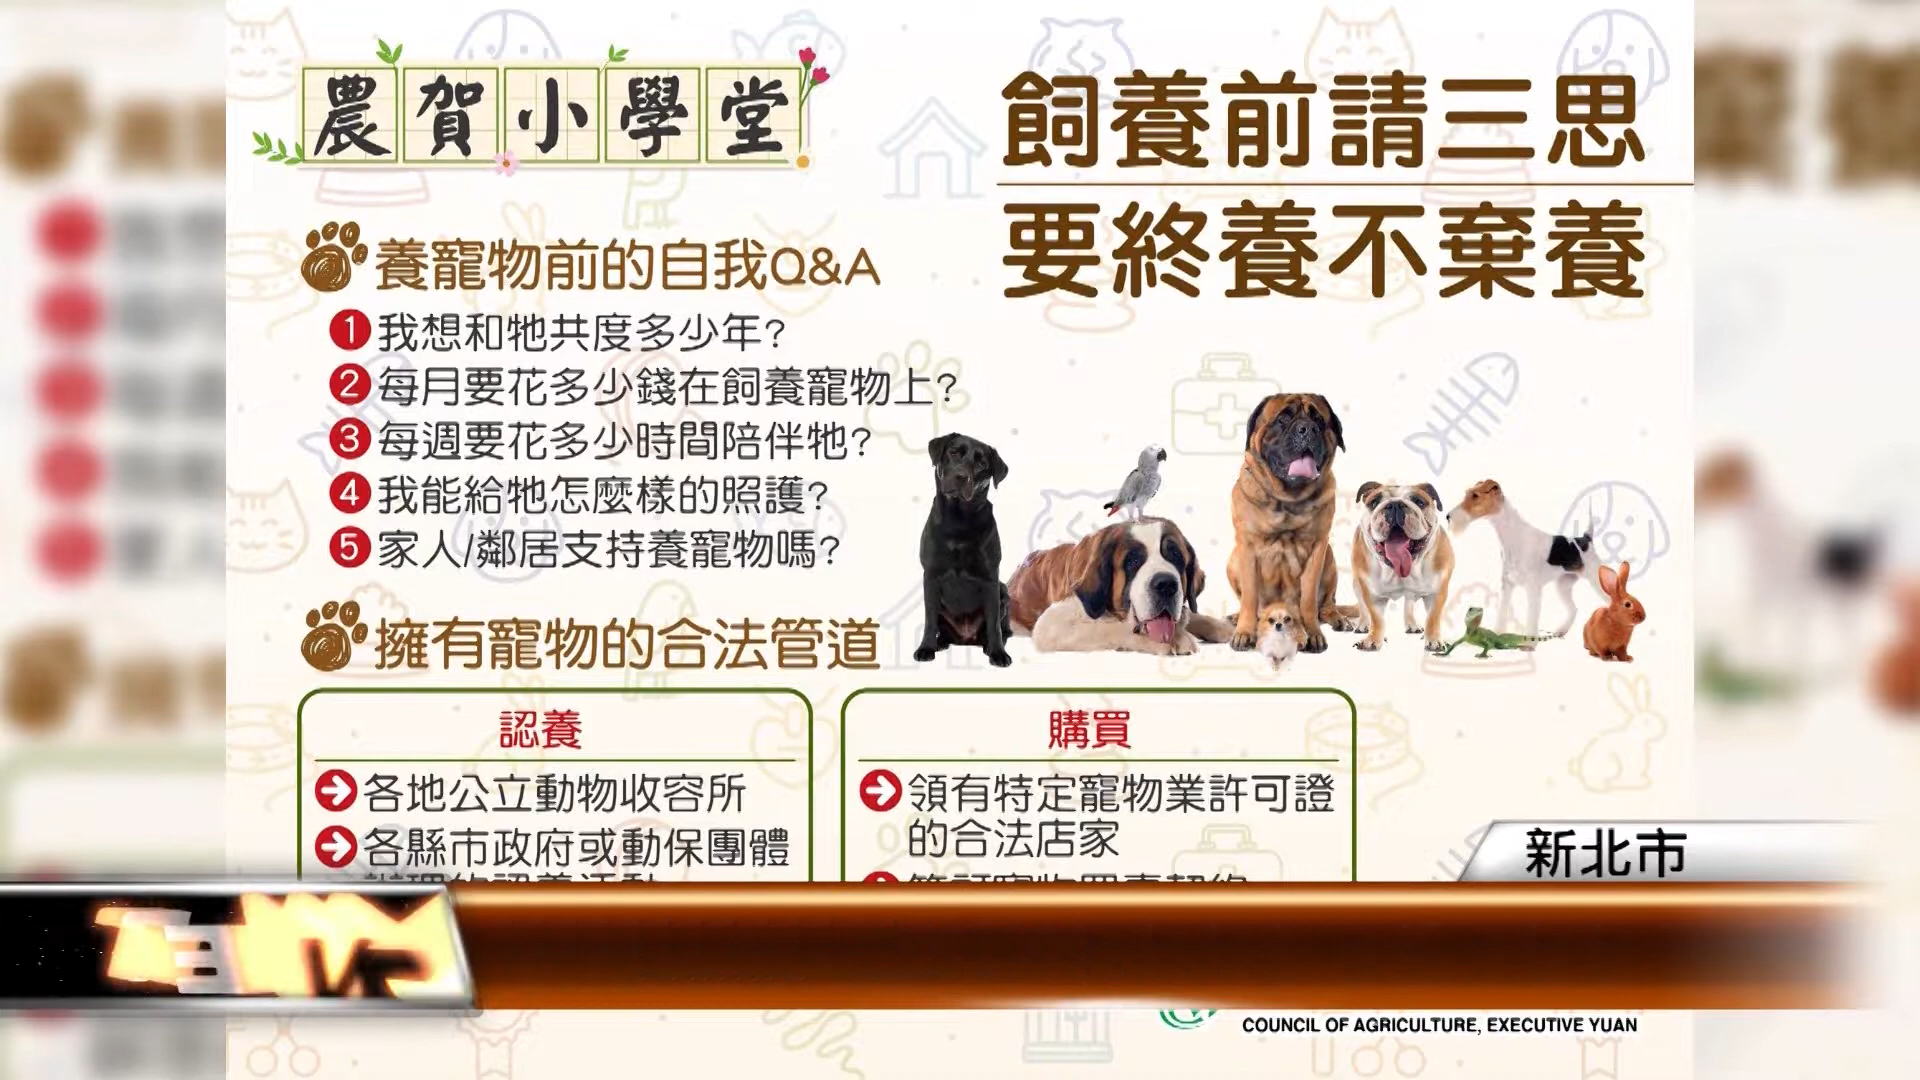 農賀小學堂
飼養前請三思
要終養不棄養
養寵物前的自我Q&A
1 我想和牠共度多少年?
2 每月要花多少錢在飼養寵物上?
3 每週要花多少時間陪伴牠?
4 我能給牠怎麼樣的照護?
5 家人/鄰居支持養寵物嗎?
擁有寵物的合法管道
認養
各地公立動物收容所
各縣市政府或動保團體
購買
領有特定寵物業許可證
的合法店家
新北市
COUNCIL OF AGRICULTURE, EXECUTIVE YUAN